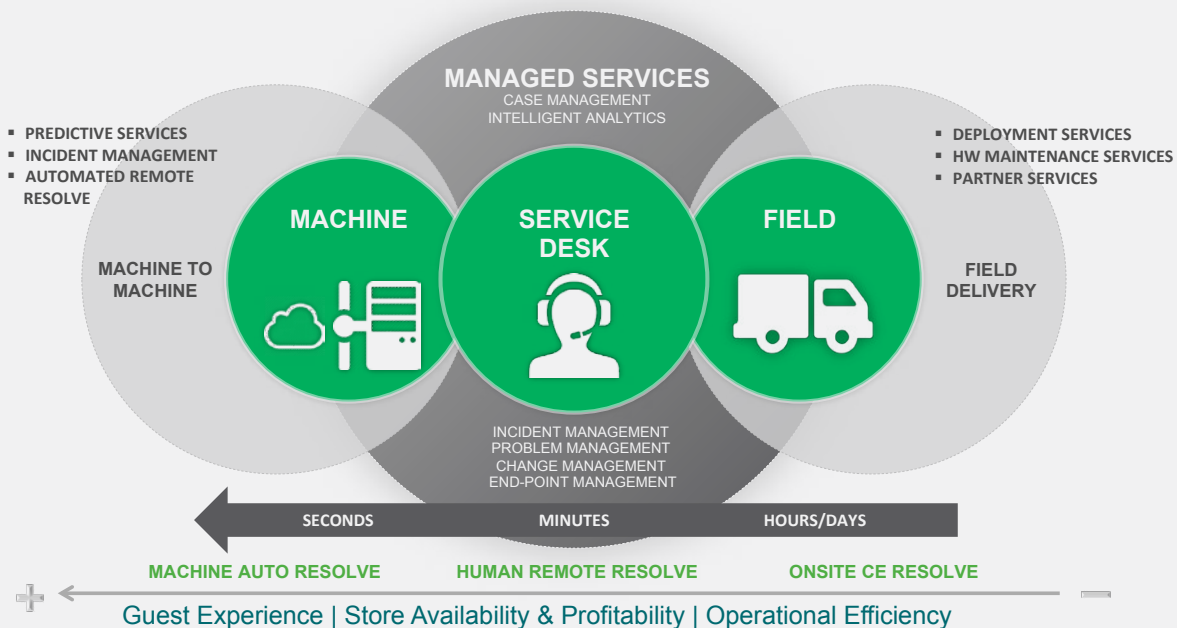 MANAGED SERVICES
CASE MANAGEMENT
INTELLIGENT ANALYTICS
▪ PREDICTIVE SERVICES
▪ INCIDENT MANAGEMENT
▪ AUTOMATED REMOTE
RESOLVE
▪ DEPLOYMENT SERVICES
▪ HW MAINTENANCE SERVICES
▪ PARTNER SERVICES
MACHINE TO
MACHINE
MACHINE
SERVICE
DESK
FIELD
FIELD
DELIVERY
INCIDENT MANAGEMENT
PROBLEM MANAGEMENT
CHANGE MANAGEMENT
END-POINT MANAGEMENT
SECONDS
MINUTES
HOURS/DAYS
MACHINE AUTO RESOLVE
HUMAN REMOTE RESOLVE
ONSITE CE RESOLVE
Guest Experience | Store Availability & Profitability | Operational Efficiency